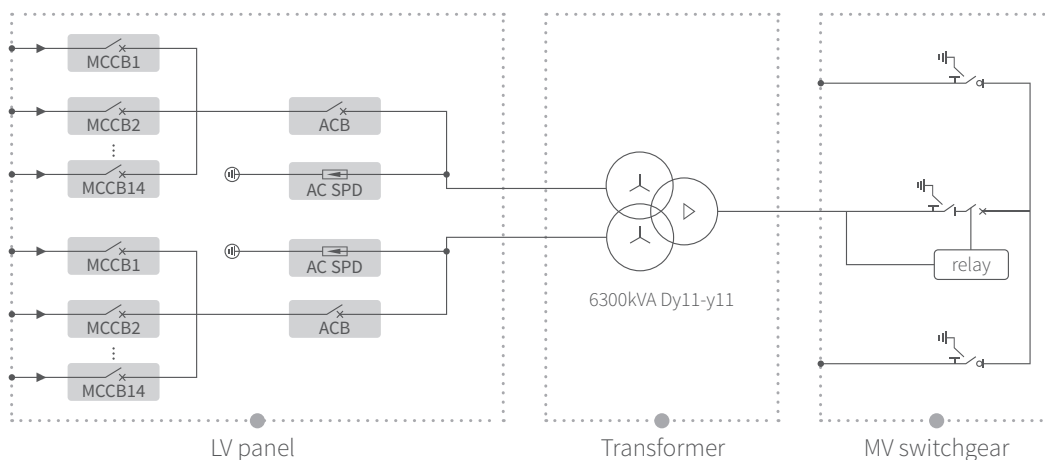 MCCB1
MCCB2
⋮
MCCB14
ACB
AC SPD
MCCB1
MCCB2
⋮
MCCB14
AC SPD
ACB
6300kVA Dy11-y11
relay
LV panel
Transformer
MV switchgear